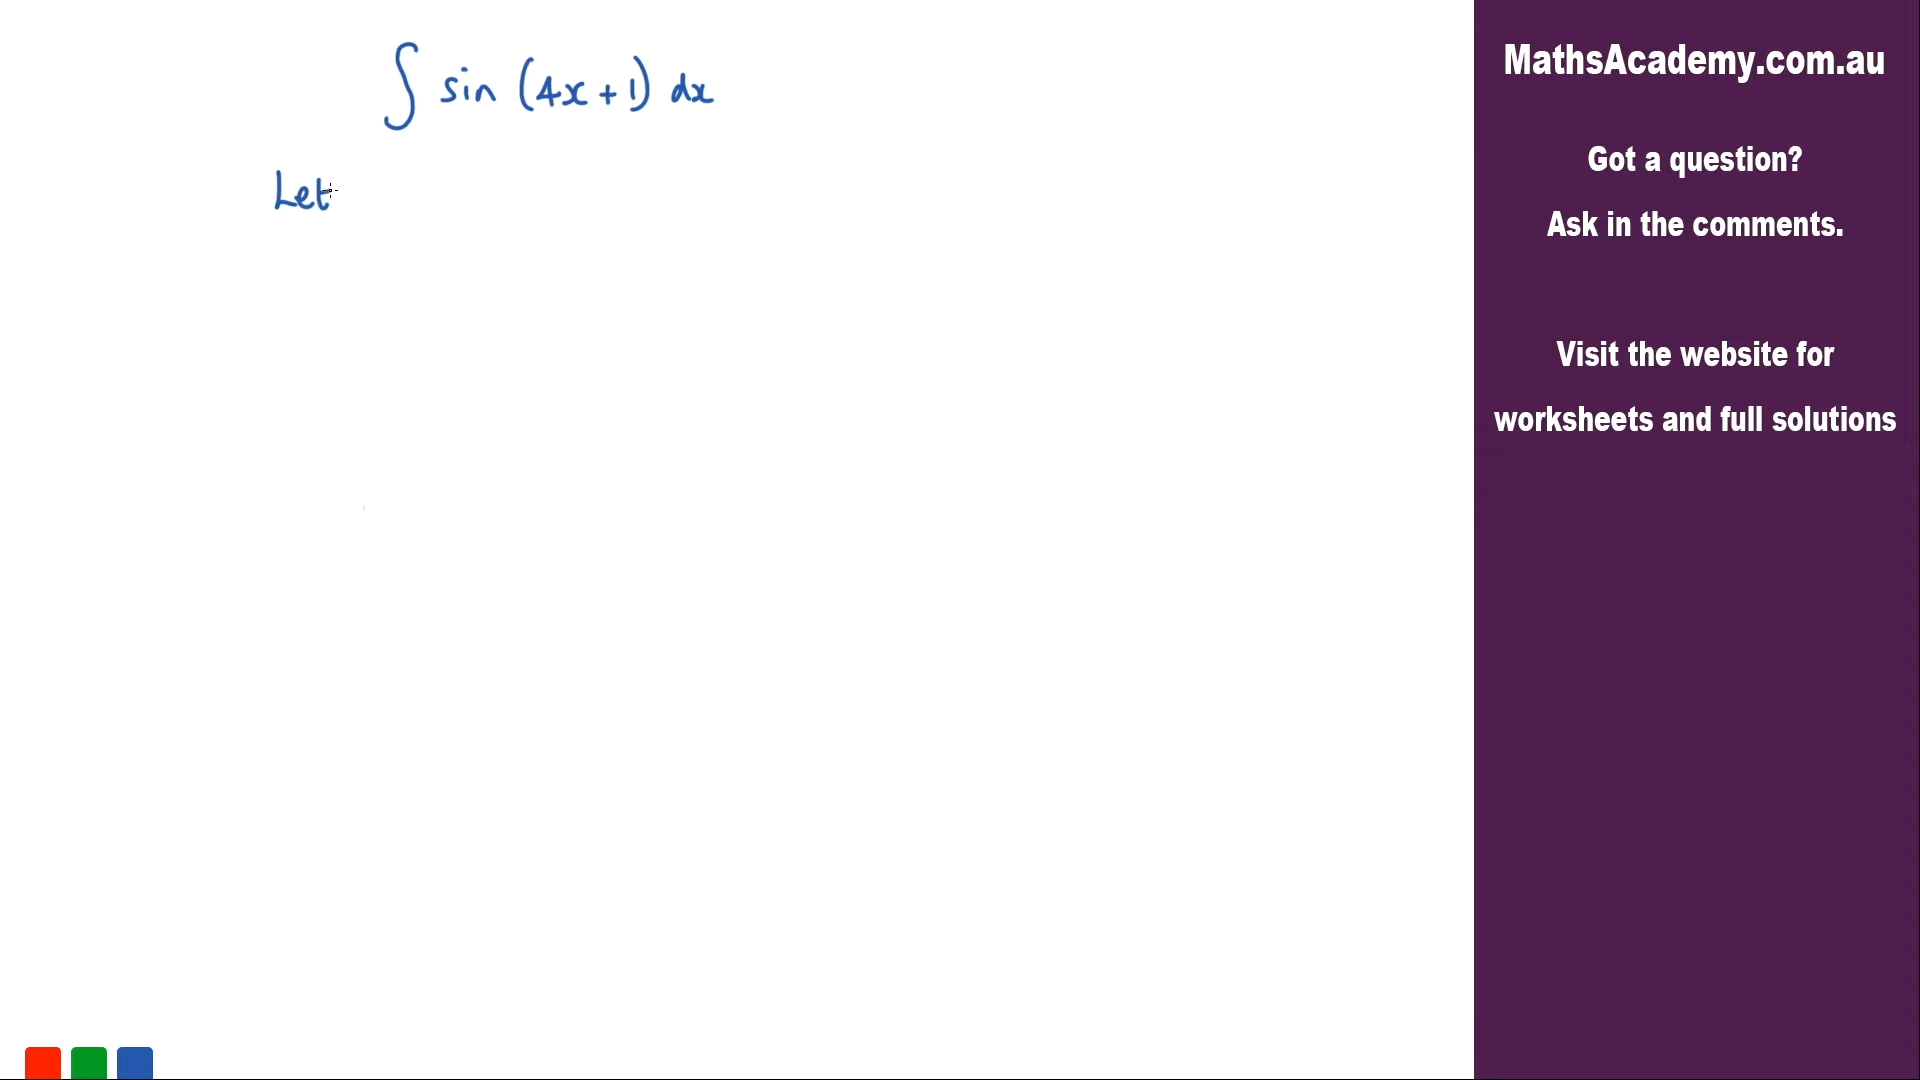 ∫ sin (4x + 1) dx
Let
MathsAcademy.com.au
Got a question?
Ask in the comments.
Visit the website for
worksheets and full solutions